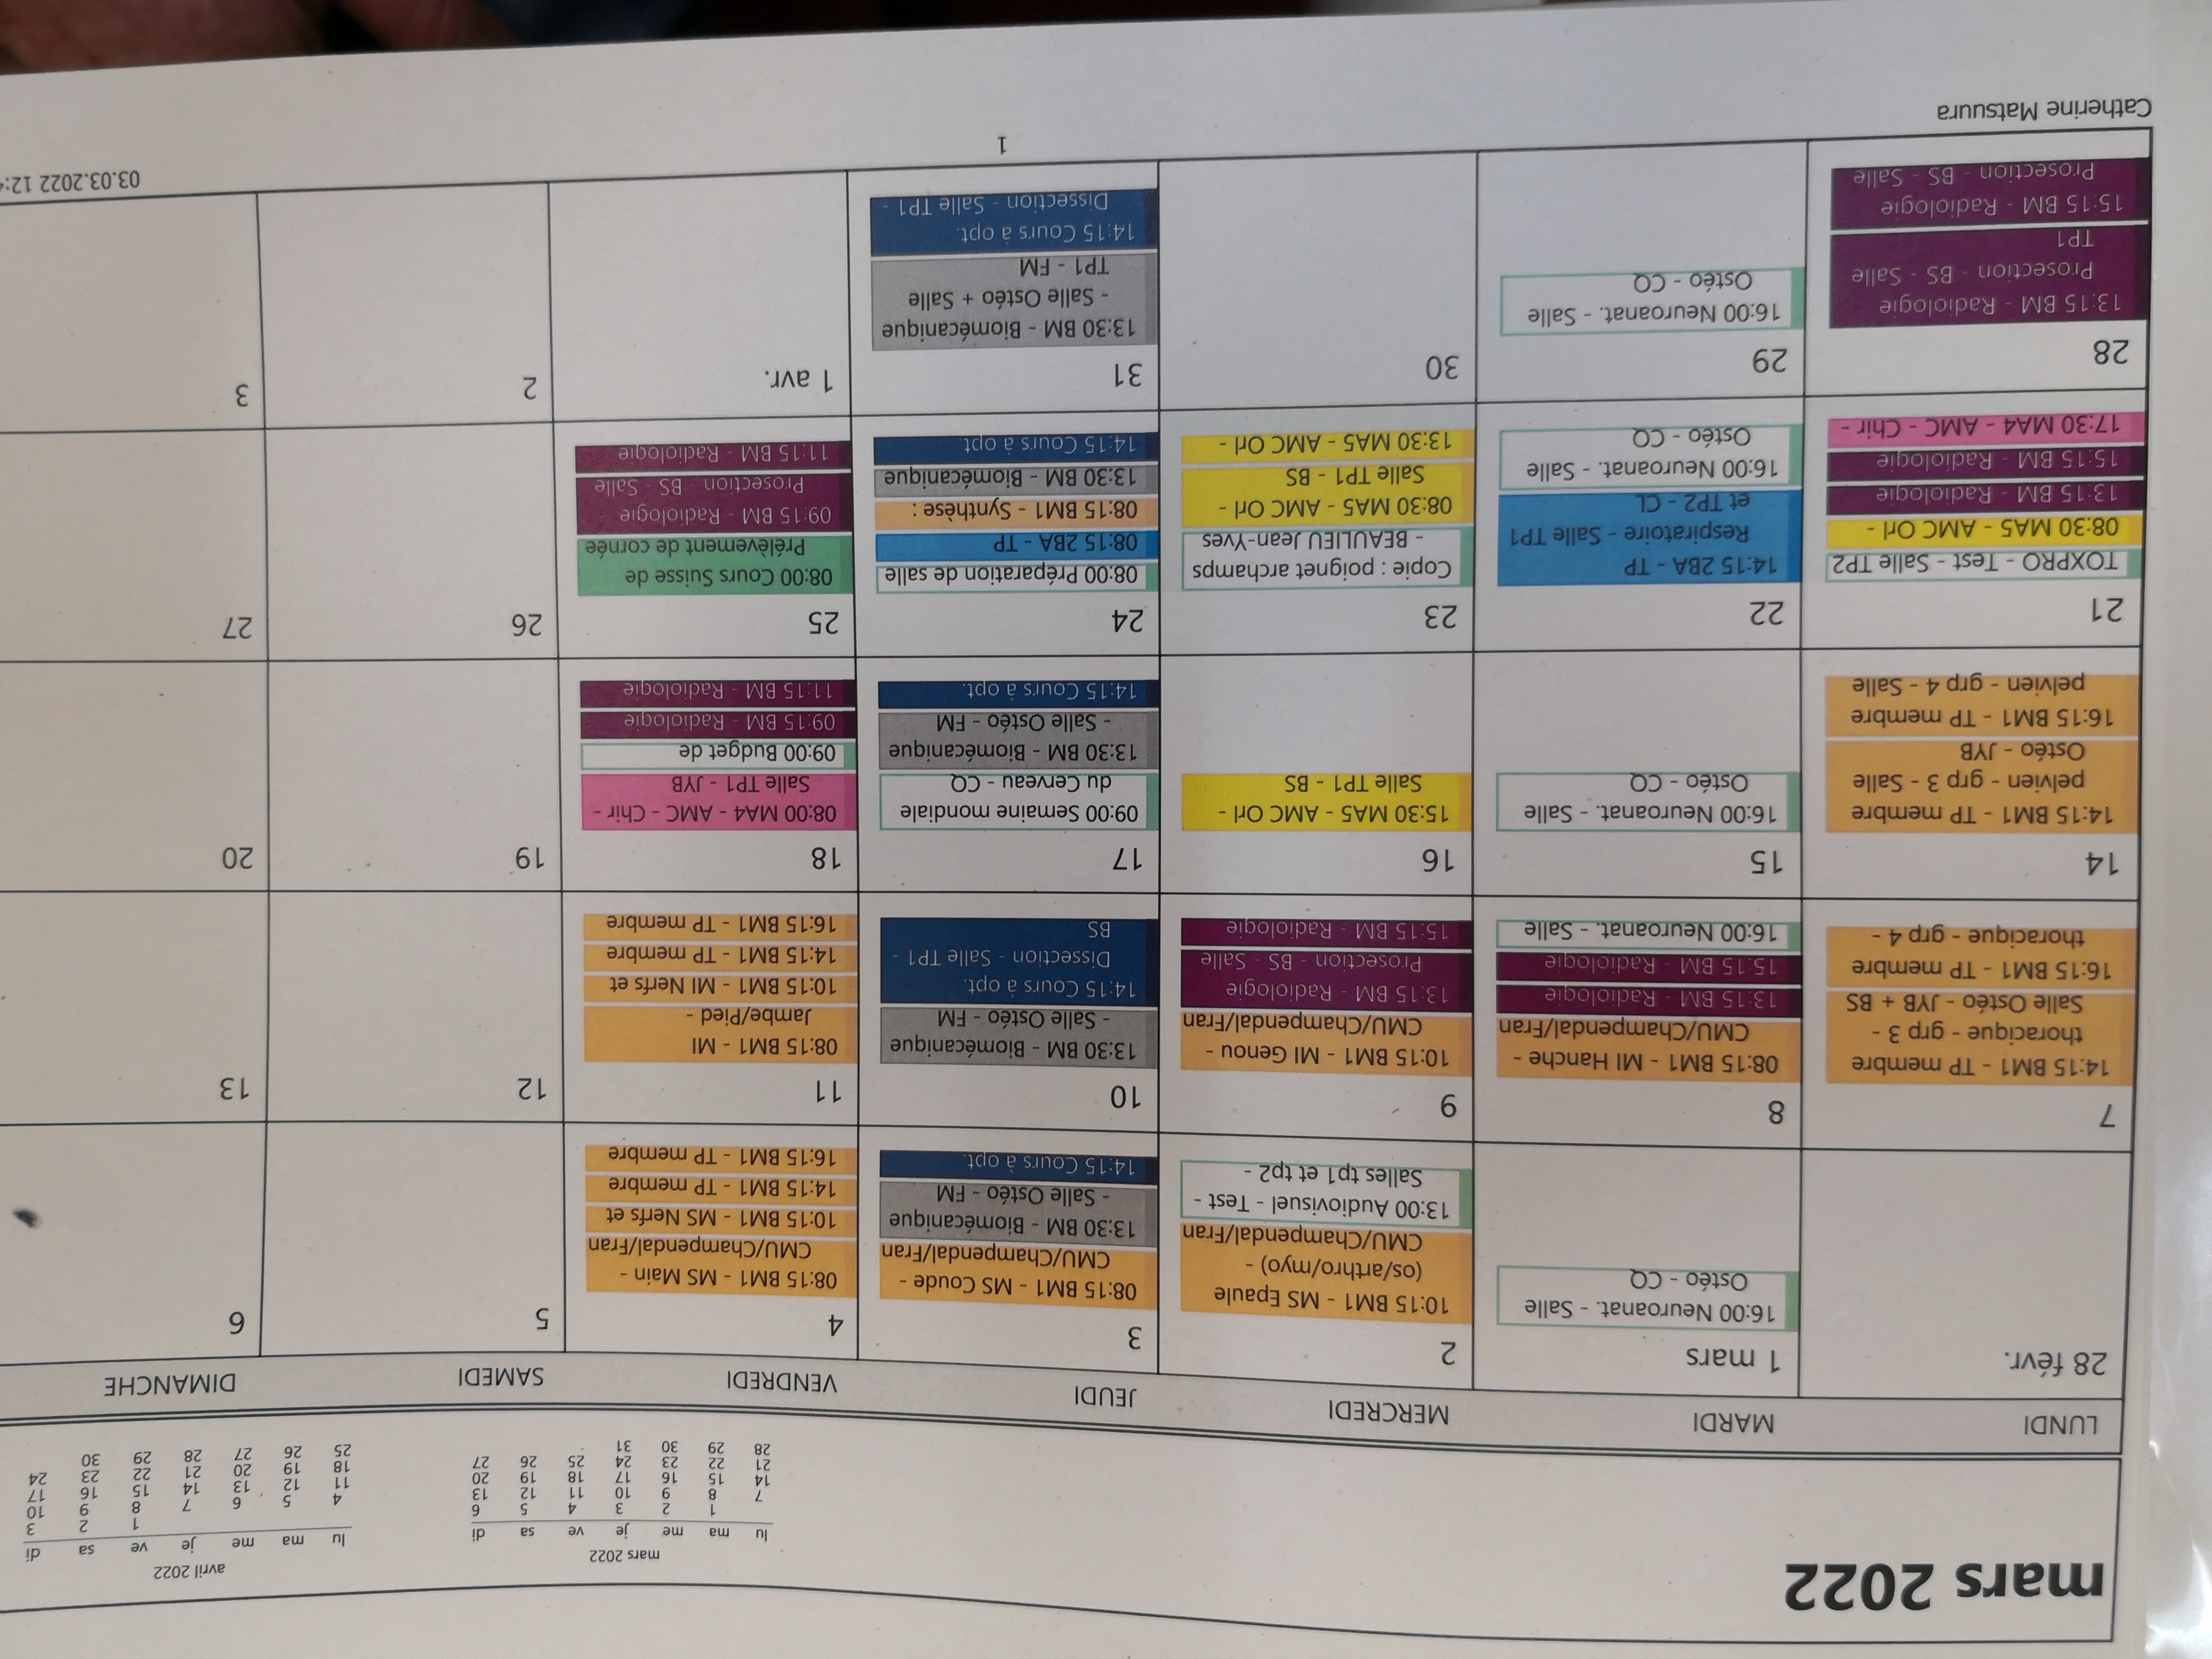 mars 2022
mars 2022
lu ma me je ve sa di
1 2 3 4 5 6
7 8 9 10 11 12 13
14 15 16 17 18 19 20
21 22 23 24 25 26 27
28 29 30 31
avril 2022
lu ma me je ve sa di
1 2 3
4 5 6 7 8 9 10
11 12 13 14 15 16 17
18 19 20 21 22 23 24
25 26 27 28 29 30
LUNDI MARDI MERCREDI JEUDI VENDREDI SAMEDI DIMANCHE
28 févr.
1 mars
16:00 Neuroanat. - Salle
Ostéo - CQ
2
10:15 BM1 - MS Epaule
(os/arthro/myo) -
CMU/Champendal/Fran
13:00 Audiovisuel - Test -
Salles tp1 et tp2 -
3
08:15 BM1 - MS Coude -
CMU/Champendal/Fran
13:30 BM - Biomécanique
- Salle Ostéo - FM
14:15 Cours à opt.
4
08:15 BM1 - MS Main -
CMU/Champendal/Fran
10:15 BM1 - MS Nerfs et
14:15 BM1 - TP membre
16:15 BM1 - TP membre
5
6
7
14:15 BM1 - TP membre
thoracique - grp 3 -
Salle Ostéo - JYB + BS
16:15 BM1 - TP membre
thoracique - grp 4 -
8
08:15 BM1 - MI Hanche -
CMU/Champendal/Fran
13:15 BM - Radiologie
15:15 BM - Radiologie
16:00 Neuroanat. - Salle
9
10:15 BM1 - MI Genou -
CMU/Champendal/Fran
13:15 BM - Radiologie
Prosection - BS - Salle
15:15 BM - Radiologie
10
13:30 BM - Biomécanique
- Salle Ostéo - FM
14:15 Cours à opt.
Dissection - Salle TP1 -
BS
11
08:15 BM1 - MI
Jambe/Pied -
10:15 BM1 - MI Nerfs et
14:15 BM1 - TP membre
16:15 BM1 - TP membre
12
13
14
14:15 BM1 - TP membre
pelvien - grp 3 - Salle
Ostéo - JYB
16:15 BM1 - TP membre
pelvien - grp 4 - Salle
15
16:00 Neuroanat. - Salle
Ostéo - CQ
16
15:30 MA5 - AMC Orl -
Salle TP1 - BS
17
09:00 Semaine mondiale
du Cerveau - CQ
13:30 BM - Biomécanique
- Salle Ostéo - FM
14:15 Cours à opt.
18
08:00 MA4 - AMC - Chir -
Salle TP1 - JYB
09:00 Budget de
09:15 BM - Radiologie
11:15 BM - Radiologie
19
20
21
TOXPRO - Test - Salle TP2
08:30 MA5 - AMC Orl -
13:15 BM - Radiologie
15:15 BM - Radiologie
17:30 MA4 - AMC - Chir -
22
14:15 2BA - TP
Respiratoire - Salle TP1
et TP2 - CL
16:00 Neuroanat. - Salle
Ostéo - CQ
23
Copie : poignet archamps
- BEAULIEU Jean-Yves
08:30 MA5 - AMC Orl -
Salle TP1 - BS
13:30 MA5 - AMC Orl -
24
08:00 Préparation de salle
08:15 2BA - TP
08:15 BM1 - Synthèse :
13:30 BM - Biomécanique
14:15 Cours à opt.
25
08:00 Cours Suisse de
Prélèvement de cornée
09:15 BM - Radiologie -
Prosection - BS - Salle
11:15 BM - Radiologie
26
27
28
13:15 BM - Radiologie
Prosection - BS - Salle
TP1
15:15 BM - Radiologie
Prosection - BS - Salle
29
16:00 Neuroanat. - Salle
Ostéo - CQ
30
31
13:30 BM - Biomécanique
- Salle Ostéo + Salle
TP1 - FM
14:15 Cours à opt.
Dissection - Salle TP1 -
1 avr.
2
3
Catherine Matsuura
1
03.03.2022 12:4